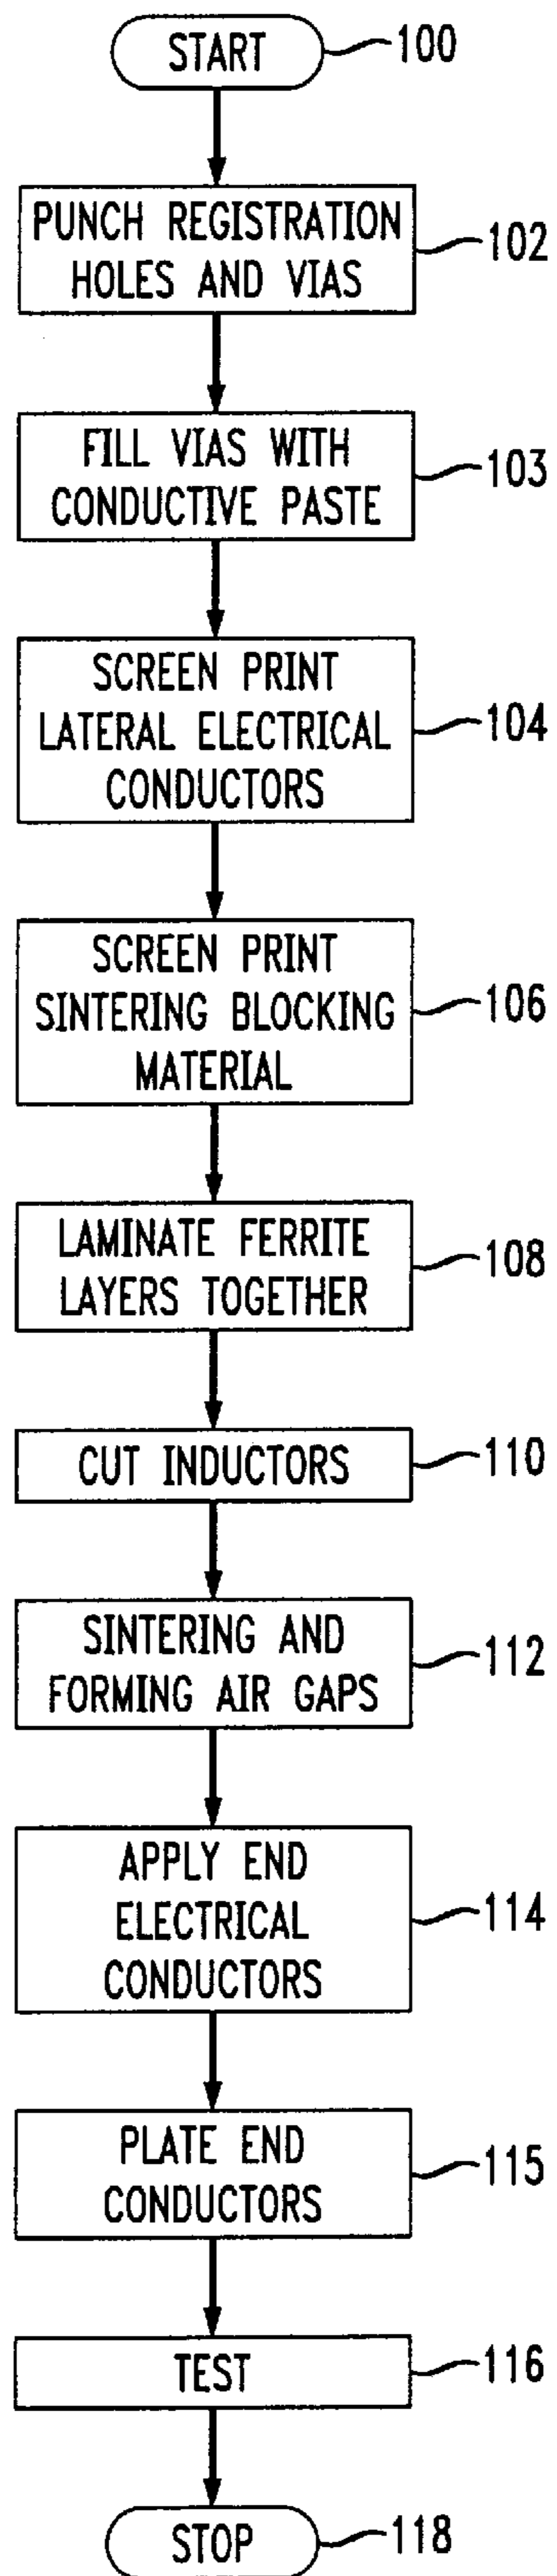 START
100
PUNCH REGISTRATION
HOLES AND VIAS
102
FILL VIAS WITH
CONDUCTIVE PASTE
103
SCREEN PRINT
LATERAL ELECTRICAL
CONDUCTORS
104
SCREEN PRINT
SINTERING BLOCKING
MATERIAL
106
LAMINATE FERRITE
LAYERS TOGETHER
108
CUT INDUCTORS
110
SINTERING AND
FORMING AIR GAPS
112
APPLY END
ELECTRICAL
CONDUCTORS
114
PLATE END
CONDUCTORS
115
TEST
116
STOP
118